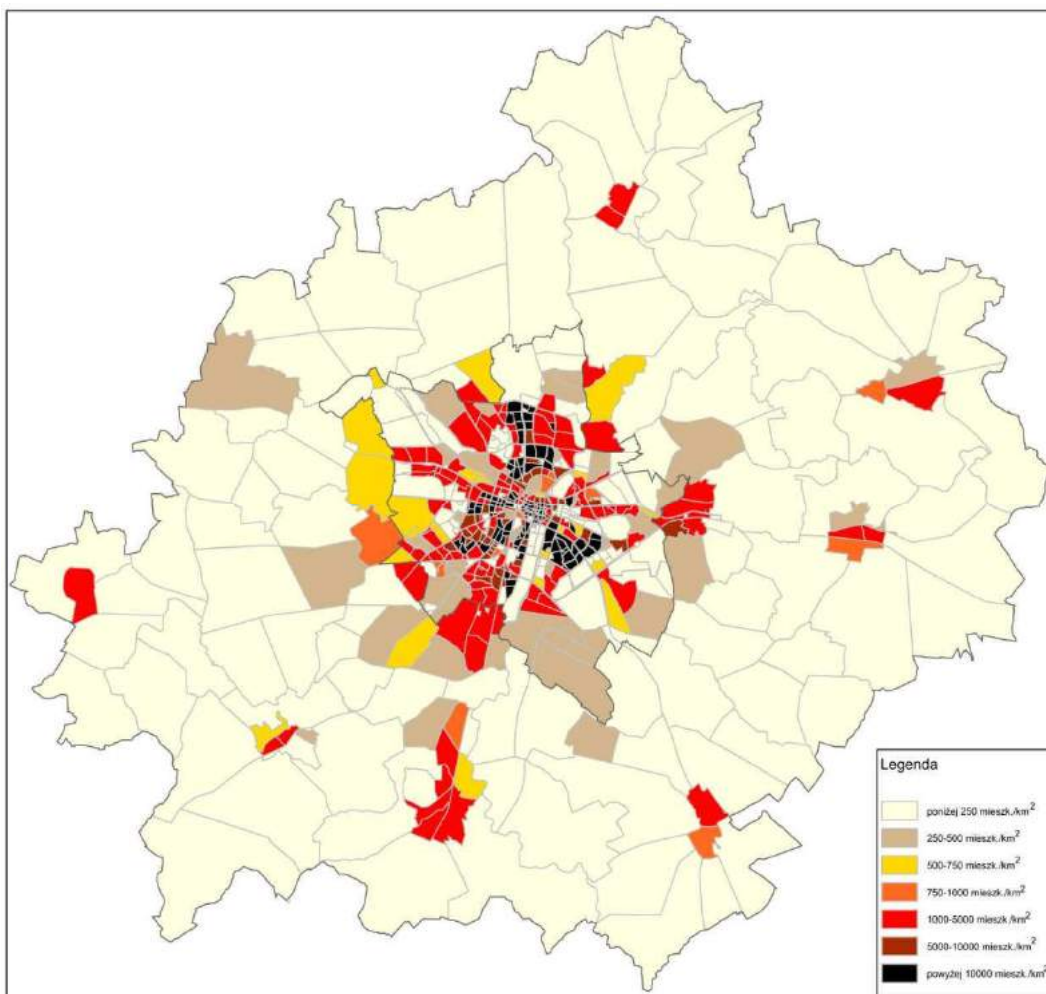 Legenda
poniżej 250 mieszk./km²
250-500 mieszk./km²
500-750 mieszk./km²
750-1000 mieszk./km²
1000-5000 mieszk./km²
5000-10000 mieszk./km²
powyżej 10000 mieszk./km²